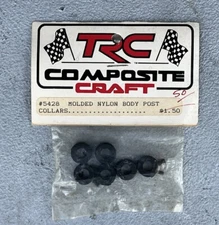 TRC
COMPOSITE
CRAFT
50
#5428 MOLDED NYLON BODY POST
COLLARS.................... $1.50